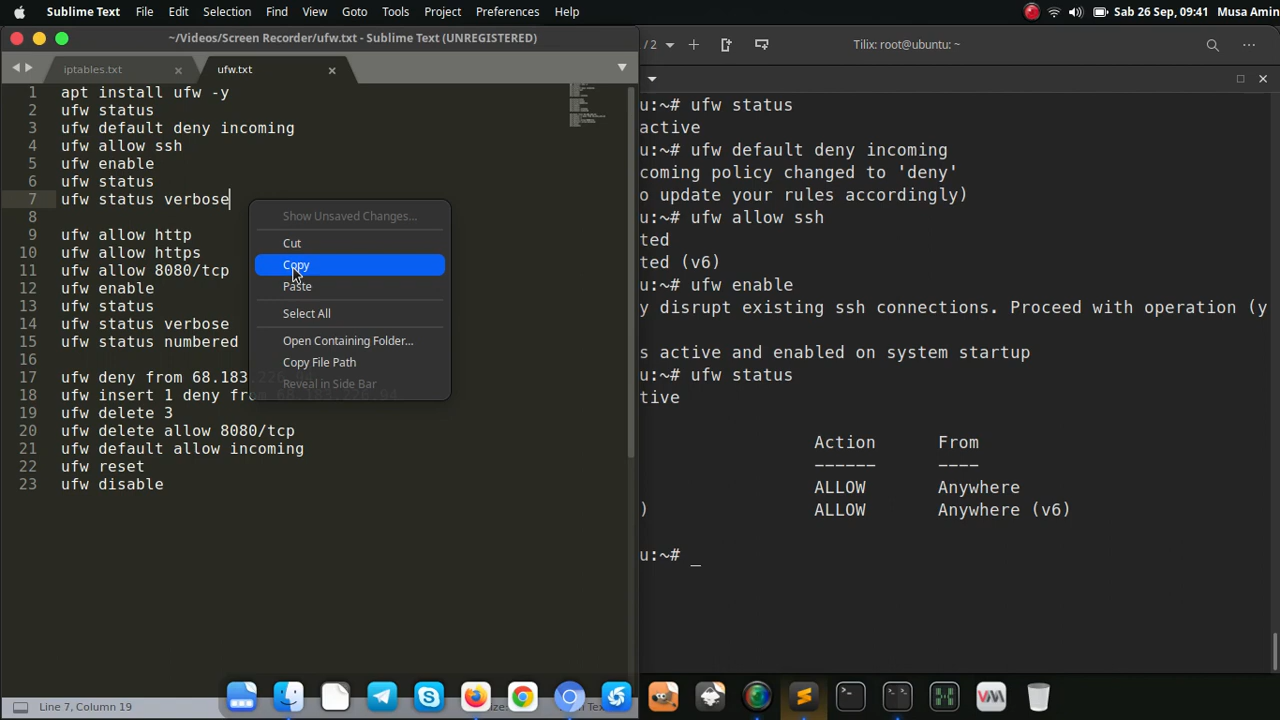 Sublime Text File Edit Selection Find View Goto Tools Project Preferences Help Sab 26 Sep, 09:41 Musa Amin
~/Videos/Screen Recorder/ufw.txt - Sublime Text (UNREGISTERED)
iptables.txt ufw.txt
1 apt install ufw -y
2 ufw status
3 ufw default deny incoming
4 ufw allow ssh
5 ufw enable
6 ufw status
7 ufw status verbose
8
9 ufw allow http
10 ufw allow https
11 ufw allow 8080/tcp
12 ufw enable
13 ufw status
14 ufw status verbose
15 ufw status numbered
16
17 ufw deny from 68.183.228.94
18 ufw insert 1 deny from 68.183.228.94
19 ufw delete 3
20 ufw delete allow 8080/tcp
21 ufw default allow incoming
22 ufw reset
23 ufw disable
Show Unsaved Changes...
Cut
Copy
Paste
Select All
Open Containing Folder...
Copy File Path
Reveal in Side Bar
Line 7, Column 19
/ 2 Tilix: root@ubuntu: ~
u:~# ufw status
active
u:~# ufw default deny incoming
coming policy changed to 'deny'
o update your rules accordingly)
u:~# ufw allow ssh
ted
ted (v6)
u:~# ufw enable
y disrupt existing ssh connections. Proceed with operation (y
s active and enabled on system startup
u:~# ufw status
tive
Action From
------ ----
ALLOW Anywhere
) ALLOW Anywhere (v6)
u:~# _